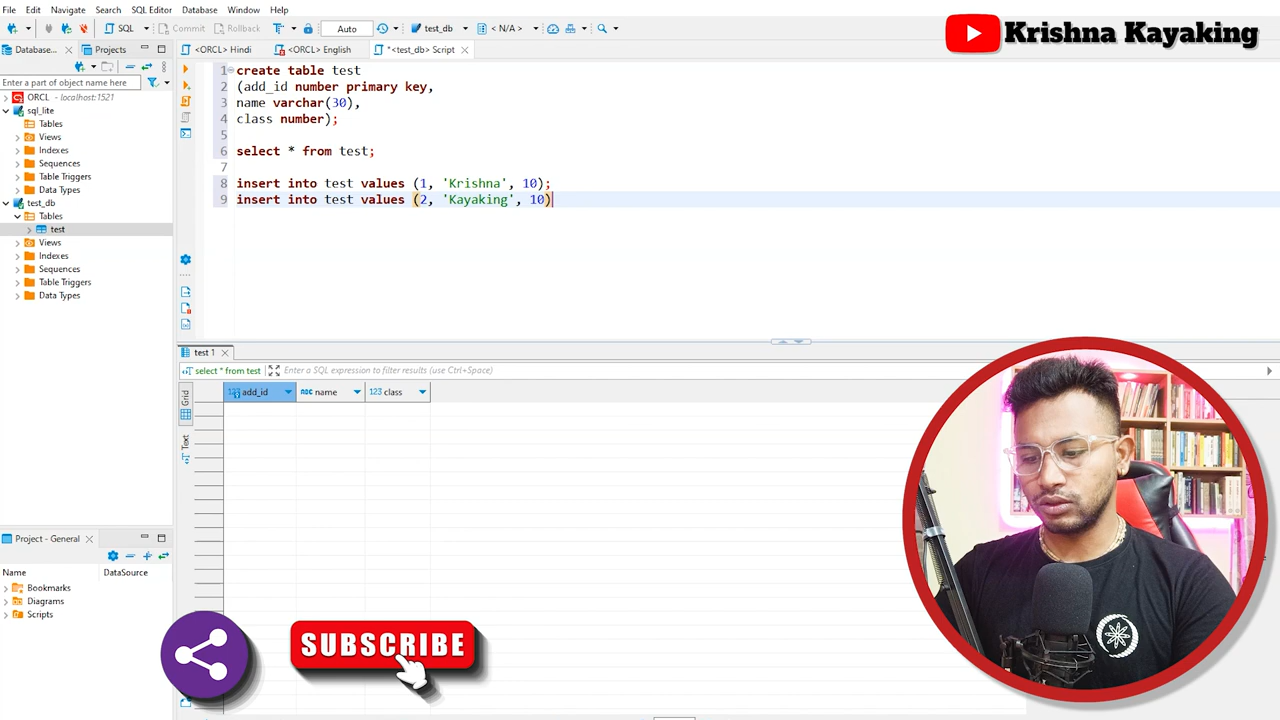 File Edit Navigate Search SQL Editor Database Window Help
Krishna Kayaking
SQL Commit Rollback Auto test_db < N/A >
Database... Projects
<ORCL> Hindi <ORCL> English *<test_db> Script
Enter a part of object name here
ORCL - localhost:1521
sql_lite
Tables
Views
Indexes
Sequences
Table Triggers
Data Types
test_db
Tables
test
Views
Indexes
Sequences
Table Triggers
Data Types
1 create table test
2 (add_id number primary key,
3 name varchar(30),
4 class number);
5
6 select * from test;
7
8 insert into test values (1, 'Krishna', 10);
9 insert into test values (2, 'Kayaking', 10)
test 1
select * from test Enter a SQL expression to filter results (use Ctrl+Space)
Grid
Text
123 add_id ABC name 123 class
Project - General
Name DataSource
Bookmarks
Diagrams
Scripts
SUBSCRIBE